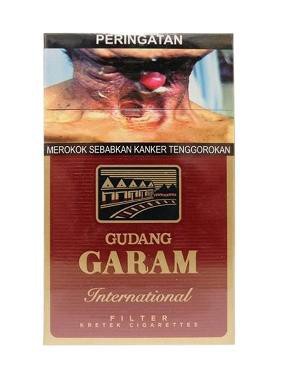 PERINGATAN
MEROKOK SEBABKAN KANKER TENGGOROKAN
GUDANG
GARAM
International
FILTER
KRETEK CIGARETTES